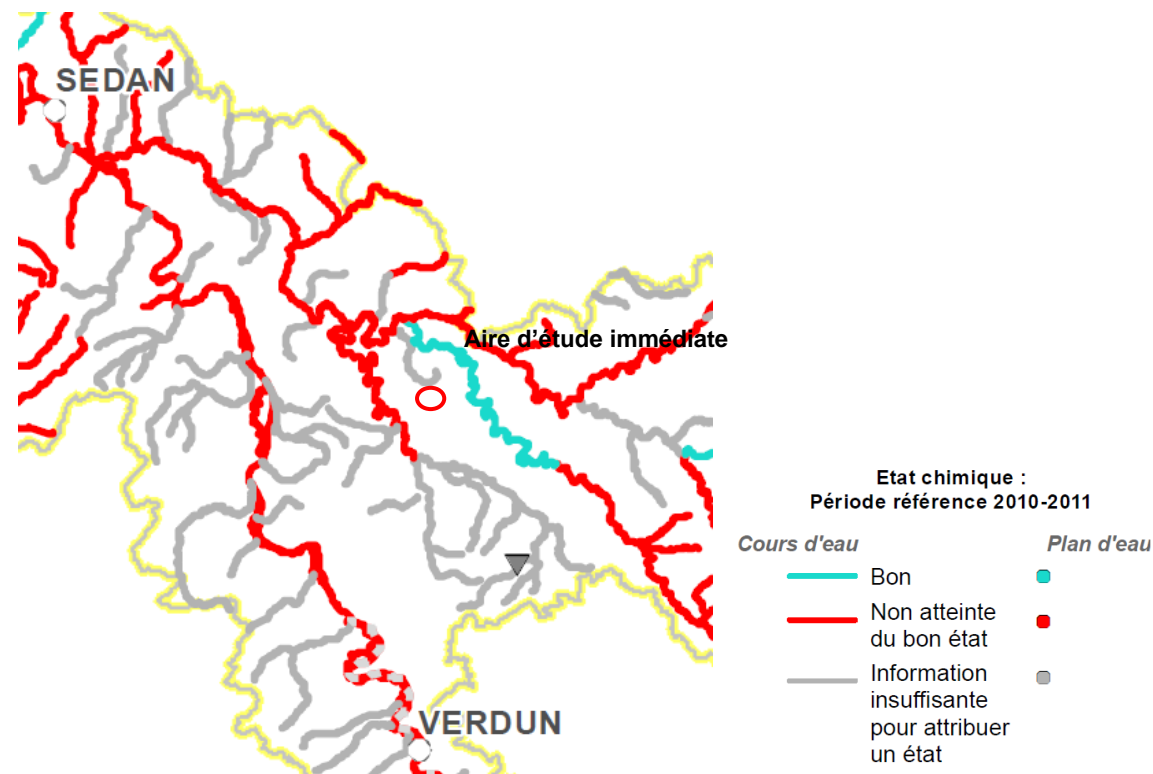 SEDAN
Aire d'étude immédiate
Etat chimique :
Période référence 2010-2011
Cours d'eau
Plan d'eau
Bon
Non atteinte
du bon état
Information
insuffisante
pour attribuer
un état
VERDUN